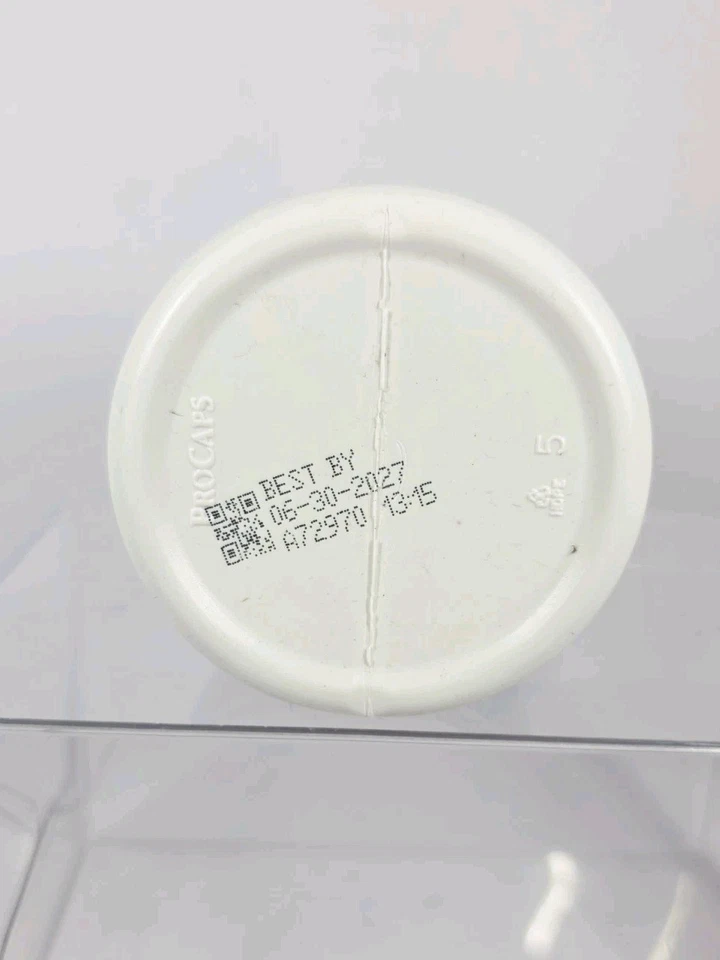 PROCAPS
BEST BY
06-30-2027
A72970 13:15
5
HDPE